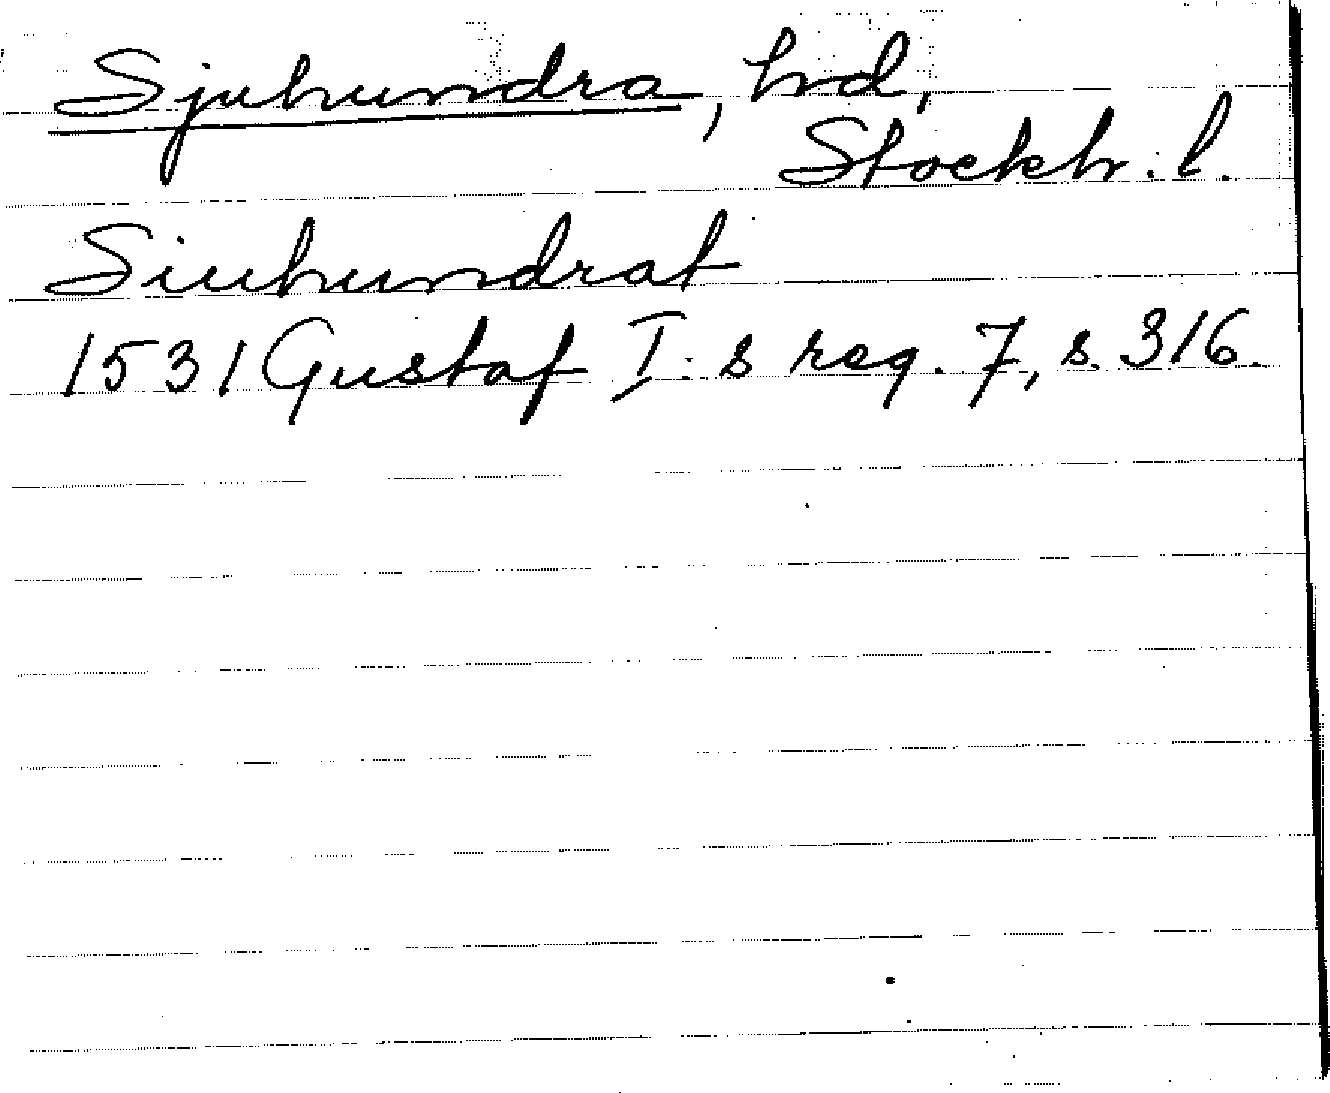 Sjuhundra, hd,
Stockh. l.
Siuhundrat
1531 Gustaf I:s reg. 7, s. 316.